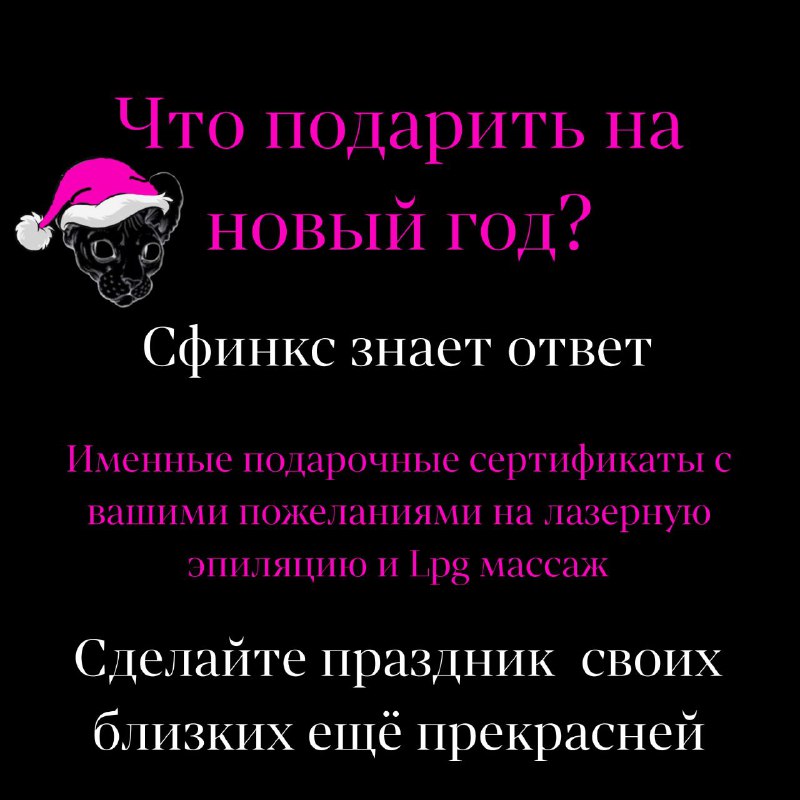 Что подарить на
новый год?
Сфинкс знает ответ
Именные подарочные сертификаты с
вашими пожеланиями на лазерную
эпиляцию и Lpg массаж
Сделайте праздник своих
близких ещё прекрасней